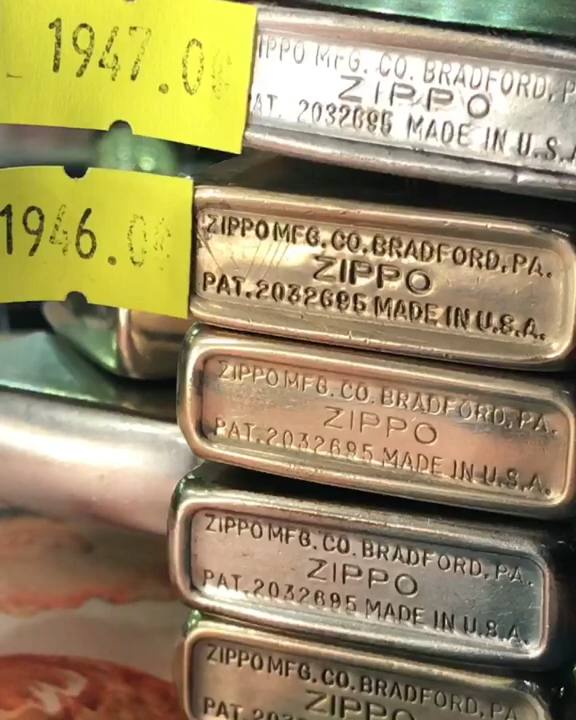 1947.0
IPPO MFG. CO. BRADFORD, P
ZIPPO
AT. 2032695 MADE IN U.S.A
1946.0
ZIPPO MFG. CO. BRADFORD, PA.
ZIPPO
PAT. 2032695 MADE IN U.S.A.
ZIPPO MFG. CO. BRADFORD, PA.
ZIPPO
PAT. 2032695 MADE IN U.S.A.
ZIPPO MFG. CO. BRADFORD, PA.
ZIPPO
PAT. 2032695 MADE IN U.S.A.
ZIPPO MFG. CO. BRADFORD, PA.
ZIPPO